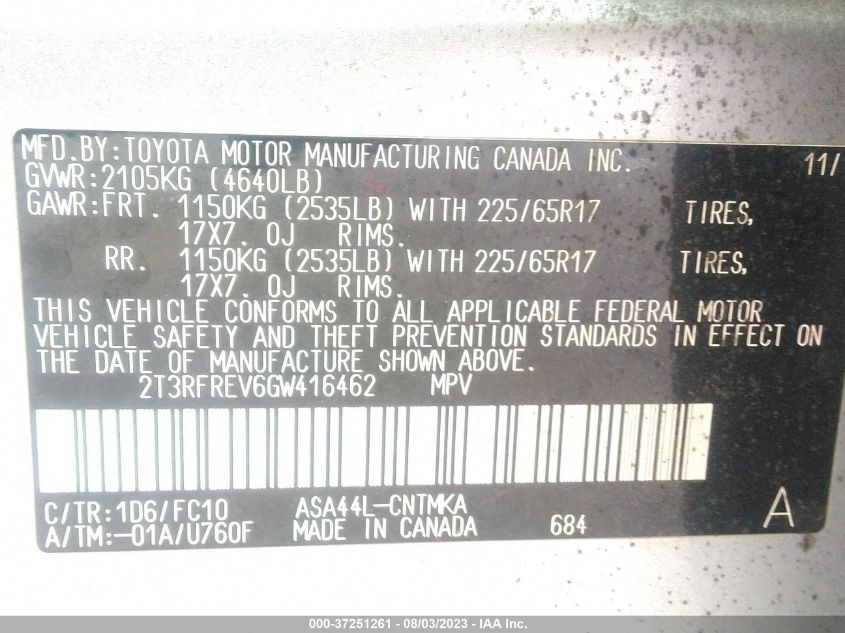 MFD.BY:TOYOTA MOTOR MANUFACTURING CANADA INC. 11/
GVWR:2105KG (4640LB)
GAWR:FRT. 1150KG (2535LB) WITH 225/65R17 TIRES,
17X7.0J RIMS.
RR. 1150KG (2535LB) WITH 225/65R17 TIRES,
17X7.0J RIMS.
THIS VEHICLE CONFORMS TO ALL APPLICABLE FEDERAL MOTOR
VEHICLE SAFETY AND THEFT PREVENTION STANDARDS IN EFFECT ON
THE DATE OF MANUFACTURE SHOWN ABOVE.
2T3RFREV6GW416462 MPV
C/TR:1D6/FC10 ASA44L-CNTMKA
A/TM:-01A/U760F MADE IN CANADA 684 A
000-37251261 - 08/03/2023 - IAA Inc.